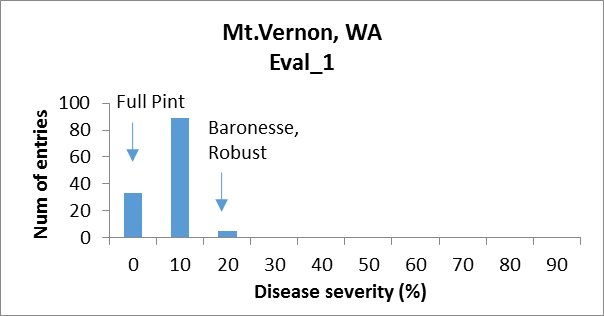 Mt.Vernon, WA
Eval_1
Full Pint
Baronesse,
Robust
Num of entries
100
80
60
40
20
0
0 10 20 30 40 50 60 70 80 90
Disease severity (%)